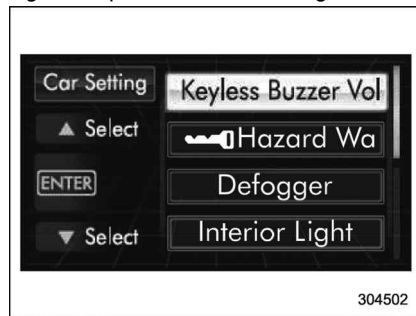 Car Setting
Keyless Buzzer Vol
▲ Select
Hazard Wa
ENTER
Defogger
▼ Select
Interior Light
304502